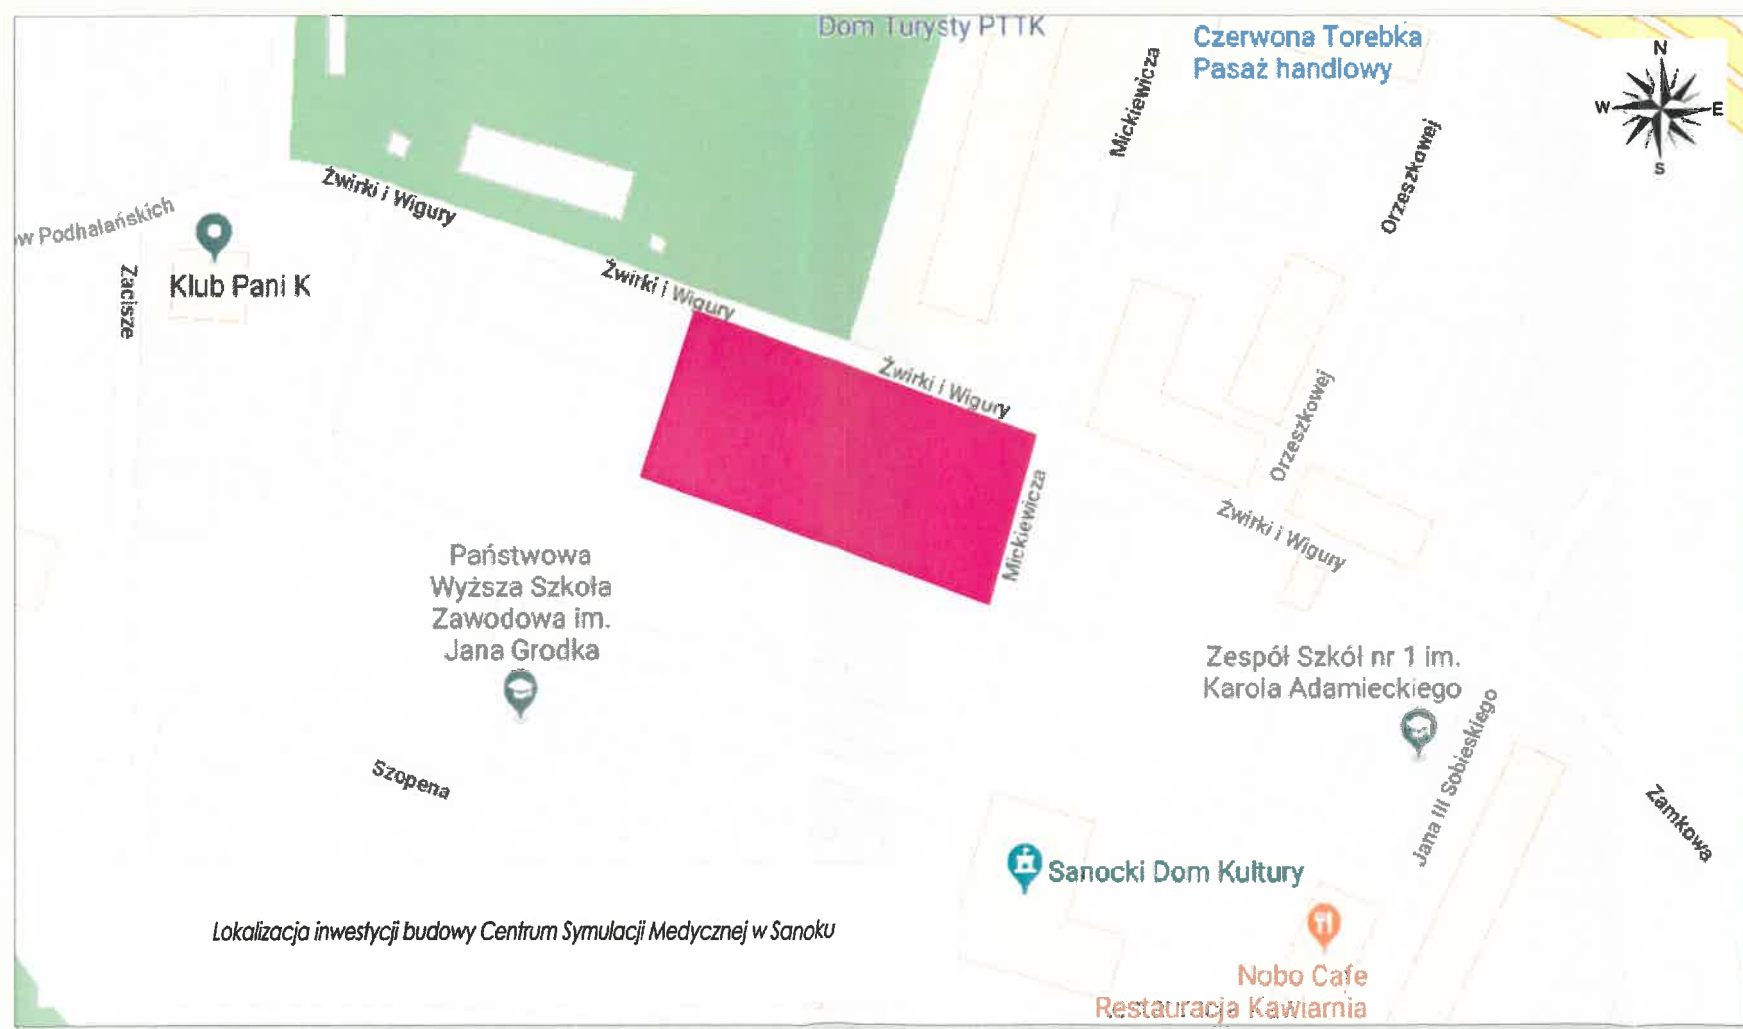 Dom Turysty PTTK
Czerwona Torebka
Pasaż handlowy
N
W
E
S
Mickiewicza
Orzeszkowej
Żwirki i Wigury
w Podhalańskich
Klub Pani K
Zacisze
Żwirki i Wigury
Żwirki i Wigury
Orzeszkowej
Mickiewicza
Żwirki i Wigury
Państwowa
Wyższa Szkoła
Zawodowa im.
Jana Grodka
Zespół Szkół nr 1 im.
Karola Adamieckiego
Jana III Sobieskiego
Szopena
Zamkowa
Sanocki Dom Kultury
Lokalizacja inwestycji budowy Centrum Symulacji Medycznej w Sanoku
Nobo Cafe
Restauracja Kawiarnia